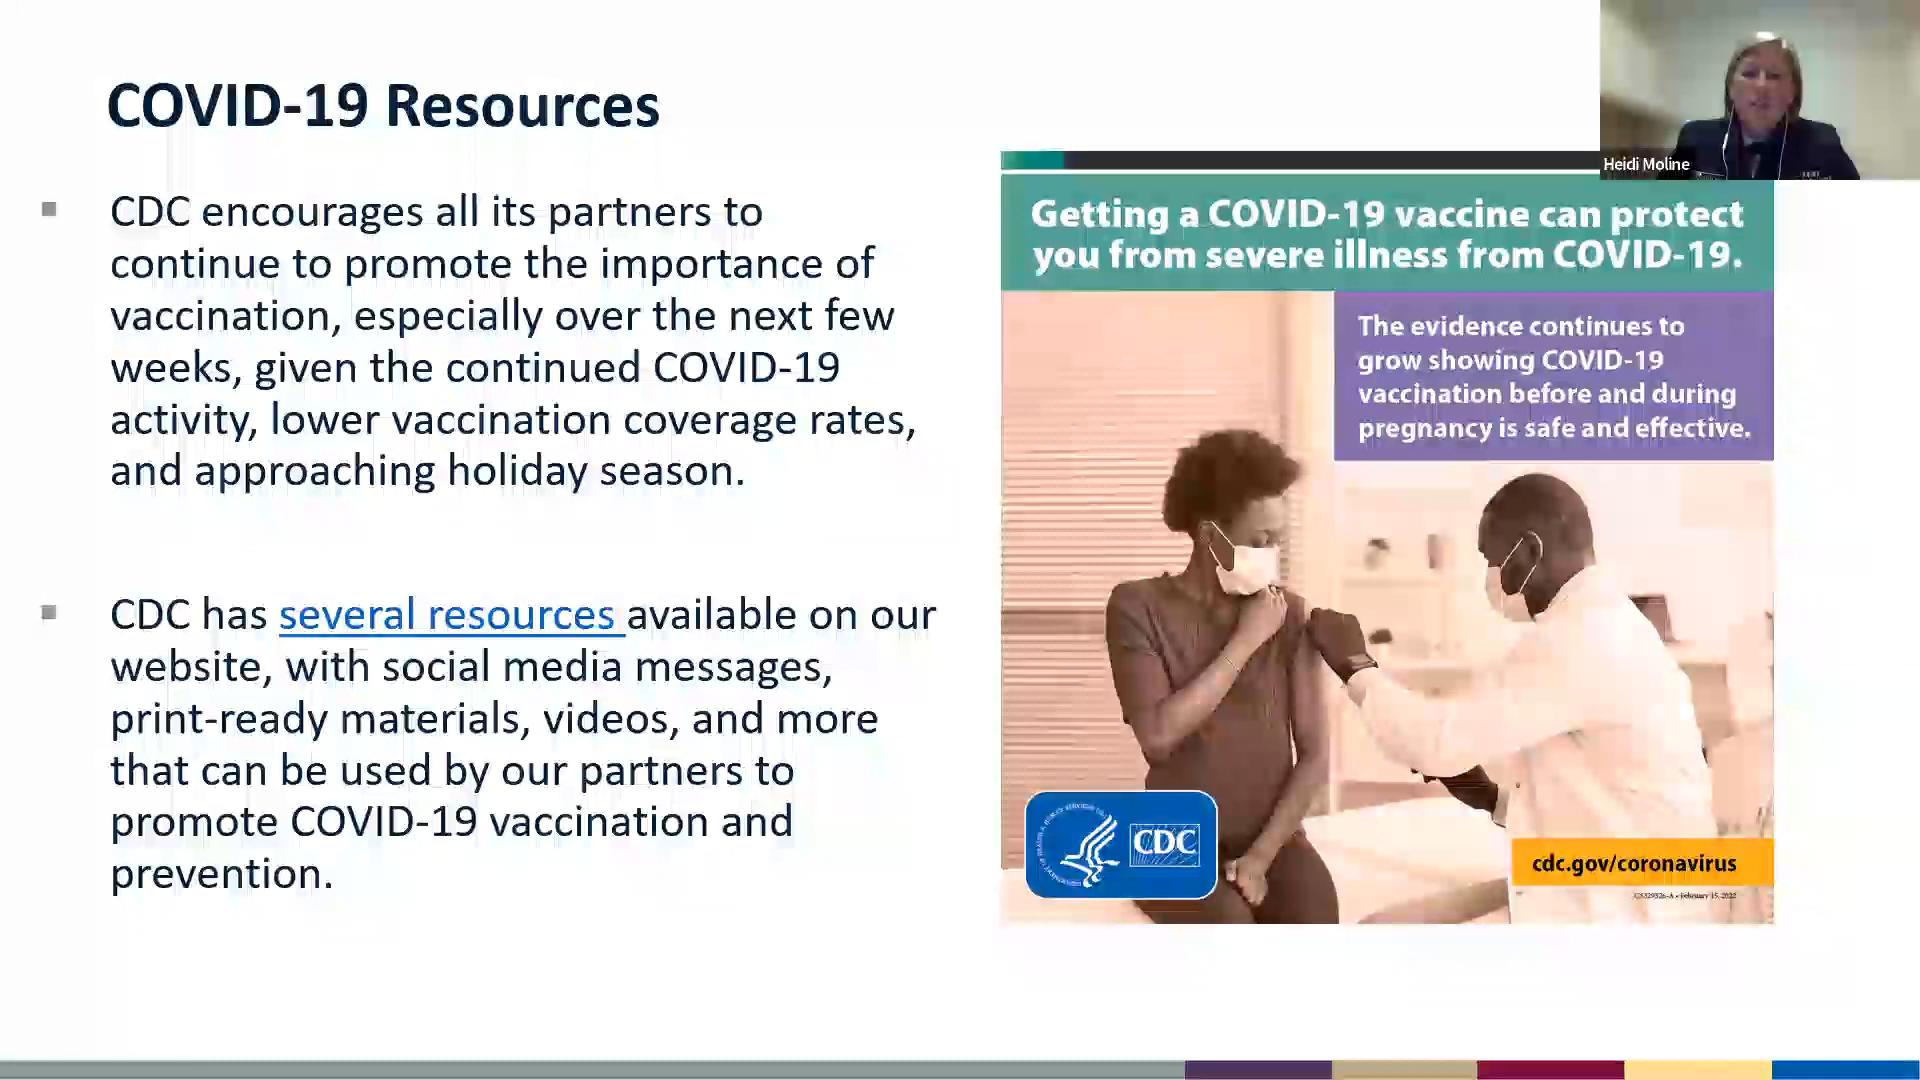 COVID-19 Resources
CDC encourages all its partners to
continue to promote the importance of
vaccination, especially over the next few
weeks, given the continued COVID-19
activity, lower vaccination coverage rates,
and approaching holiday season.
CDC has several resources available on our
website, with social media messages,
print-ready materials, videos, and more
that can be used by our partners to
promote COVID-19 vaccination and
prevention.
Heidi Moline
Getting a COVID-19 vaccine can protect
you from severe illness from COVID-19.
The evidence continues to
grow showing COVID-19
vaccination before and during
pregnancy is safe and effective.
CDC
cdc.gov/coronavirus